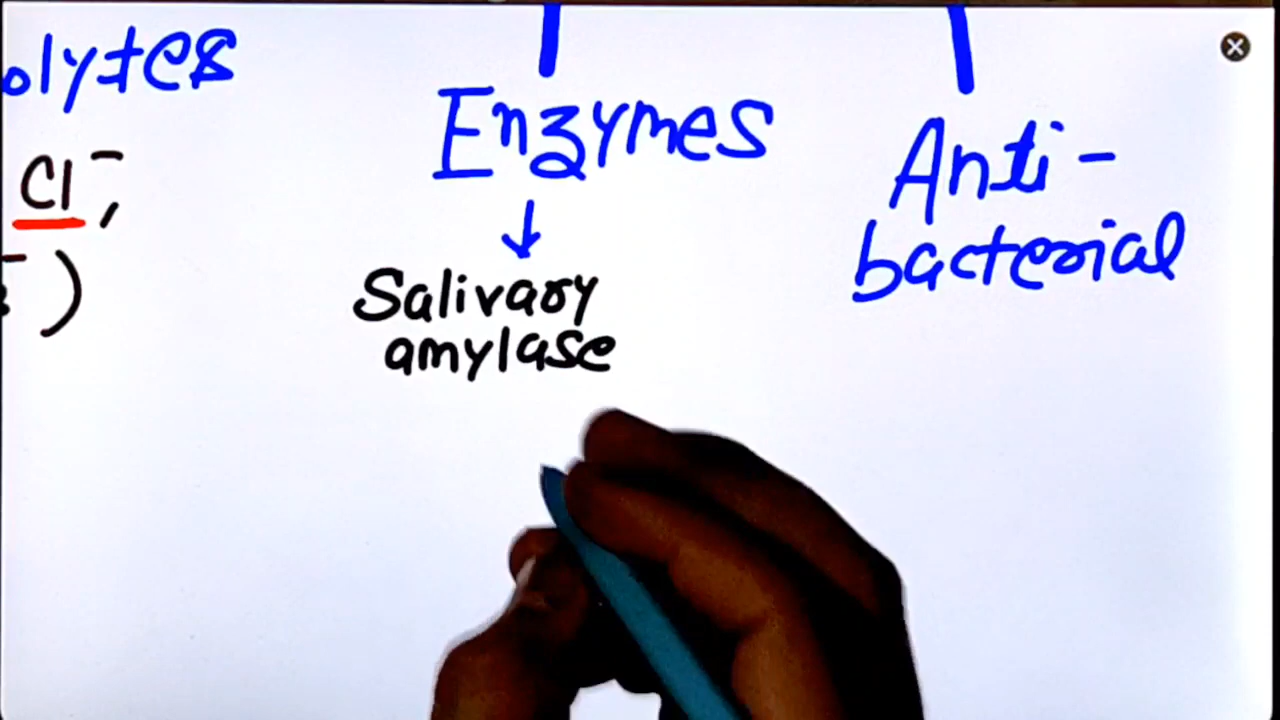 olytes
Cl⁻,
⁻ )
Enzymes
↓
Salivary
amylase
Anti-
bacterial